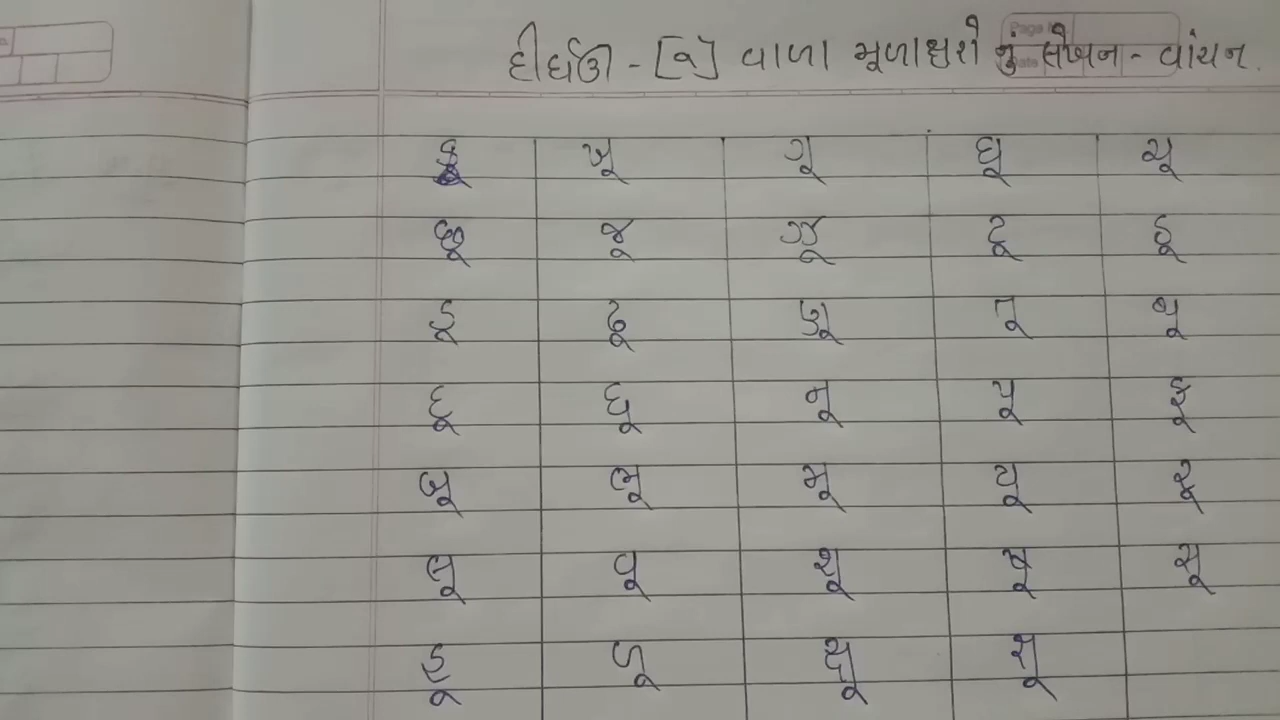 દીર્ઘઊ - [ૂ] વાળા મૂળાક્ષરો નું લેખન - વાંચન.
કૂ ખૂ ગૂ ઘૂ ચૂ
છૂ જૂ ઝૂ ટૂ ઠૂ
ડૂ ઢૂ ણૂ તૂ થૂ
દૂ ધૂ નૂ પૂ ફૂ
બૂ ભૂ મૂ યૂ રૂ
લૂ વૂ શૂ ષૂ સૂ
હૂ ળૂ ક્ષૂ